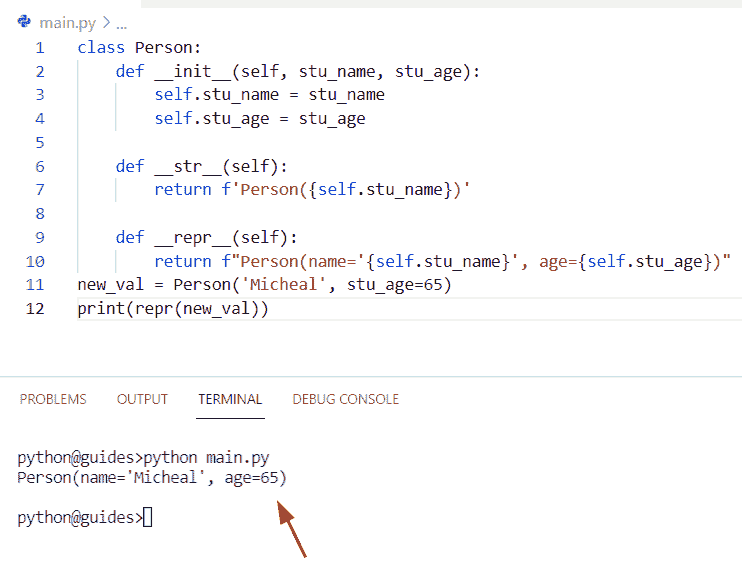 main.py > ...
1 class Person:
2     def __init__(self, stu_name, stu_age):
3         self.stu_name = stu_name
4         self.stu_age = stu_age
5
6     def __str__(self):
7         return f'Person({self.stu_name})'
8
9     def __repr__(self):
10         return f"Person(name='{self.stu_name}', age={self.stu_age})"
11 new_val = Person('Micheal', stu_age=65)
12 print(repr(new_val))
PROBLEMS OUTPUT TERMINAL DEBUG CONSOLE
python@guides>python main.py
Person(name='Micheal', age=65)
python@guides>